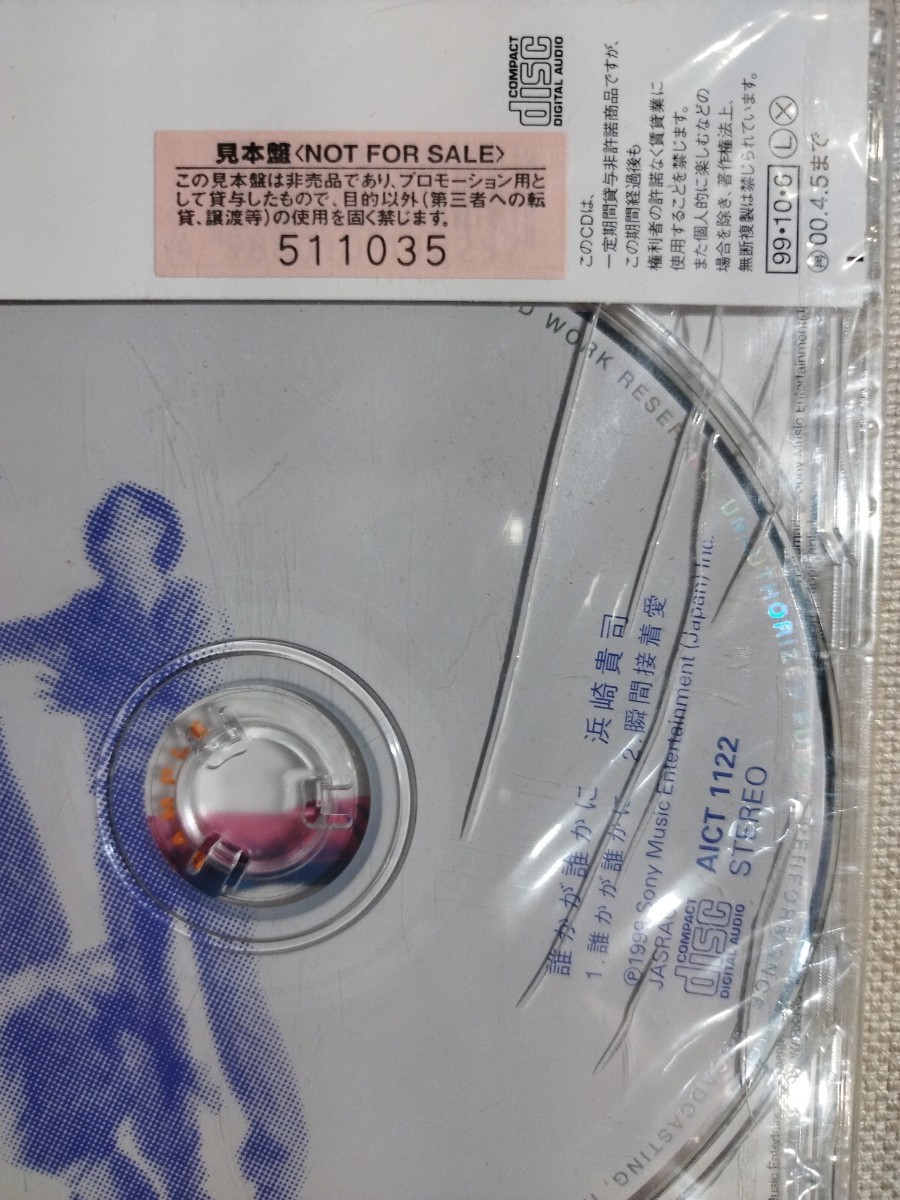 見本盤〈NOT FOR SALE〉
この見本盤は非売品であり、プロモーション用と
して貸与したもので、目的以外(第三者への転
貸、譲渡等)の使用を固く禁じます。
511035
COMPACT
disc
DIGITAL AUDIO
このCDは、
一定期間貸与非許諾商品ですが、
この期間経過後も
権利者の許諾なく賃貸業に
使用することを禁じます。
また個人的に楽しむなどの
場合を除き、著作権法上、
無断複製は禁じられています。
99・10・6 Ⓛ Ⓧ
再 00.4.5まで
誰かが誰かに 浜崎貴司
1. 誰かが誰かに 2. 瞬間接着愛
Ⓟ1999 Sony Music Entertainment (Japan) Inc.
JASRAC
COMPACT
disc
DIGITAL AUDIO
AICT 1122
STEREO
SAMPLE
WORK RESER